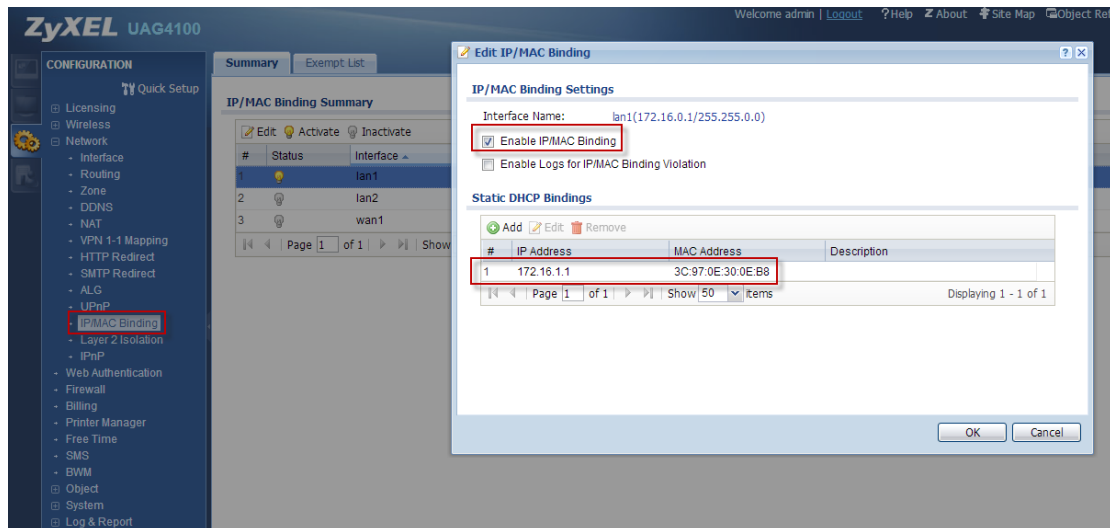 ZyXEL UAG4100
Welcome admin | Logout ?Help Z About Site Map Object Ref
CONFIGURATION
Quick Setup
Licensing
Wireless
Network
Interface
Routing
Zone
DDNS
NAT
VPN 1-1 Mapping
HTTP Redirect
SMTP Redirect
ALG
UPnP
IP/MAC Binding
Layer 2 Isolation
IPnP
Web Authentication
Firewall
Billing
Printer Manager
Free Time
SMS
BWM
Object
System
Log & Report
Summary Exempt List
IP/MAC Binding Summary
Edit Activate Inactivate
# Status Interface
1 lan1
2 lan2
3 wan1
Page 1 of 1 Show
Edit IP/MAC Binding
IP/MAC Binding Settings
Interface Name: lan1(172.16.0.1/255.255.0.0)
Enable IP/MAC Binding
Enable Logs for IP/MAC Binding Violation
Static DHCP Bindings
Add Edit Remove
# IP Address MAC Address Description
1 172.16.1.1 3C:97:0E:30:0E:B8
Page 1 of 1 Show 50 items Displaying 1 - 1 of 1
OK Cancel